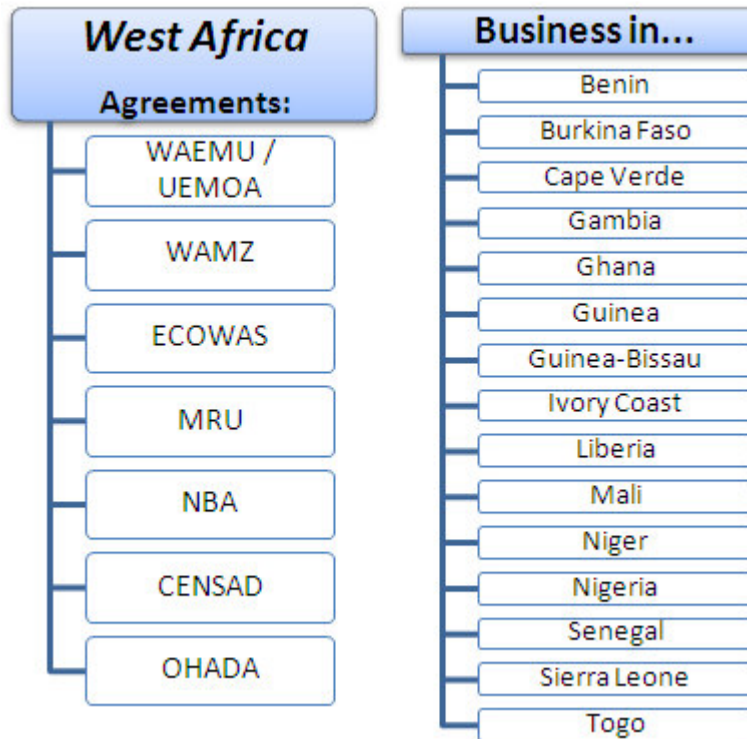 West Africa
Agreements:
WAEMU /
UEMOA
WAMZ
ECOWAS
MRU
NBA
CENSAD
OHADA
Business in...
Benin
Burkina Faso
Cape Verde
Gambia
Ghana
Guinea
Guinea-Bissau
Ivory Coast
Liberia
Mali
Niger
Nigeria
Senegal
Sierra Leone
Togo